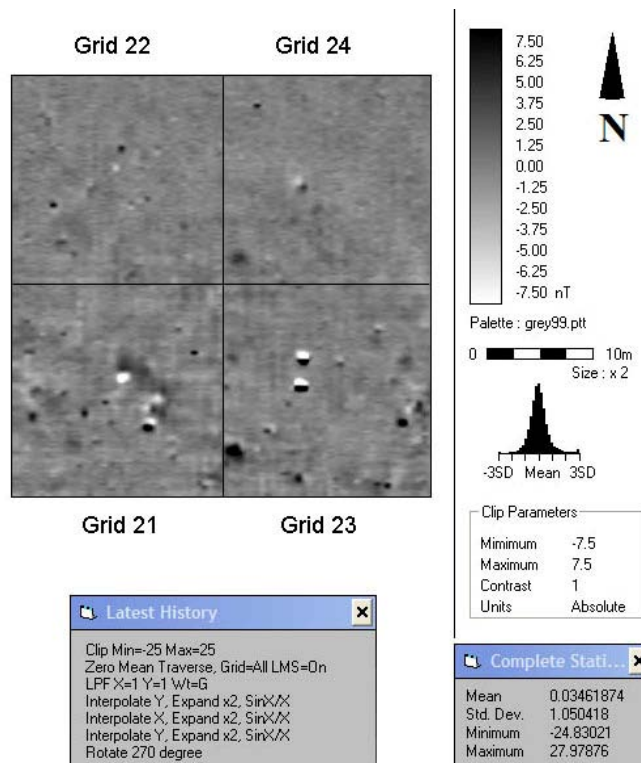 Grid 22
Grid 24
Grid 21
Grid 23
7.50
6.25
5.00
3.75
2.50
1.25
0.00
-1.25
-2.50
-3.75
-5.00
-6.25
-7.50 nT
N
Palette : grey99.ptt
0 10m
Size : x 2
-3SD Mean 3SD
Clip Parameters
Mimimum -7.5
Maximum 7.5
Contrast 1
Units Absolute
Latest History
Clip Min=-25 Max=25
Zero Mean Traverse, Grid=All LMS=On
LPF X=1 Y=1 Wt=G
Interpolate Y, Expand x2, SinX/X
Interpolate X, Expand x2, SinX/X
Interpolate Y, Expand x2, SinX/X
Rotate 270 degree
Complete Stati...
Mean 0.03461874
Std. Dev. 1.050418
Minimum -24.83021
Maximum 27.97876